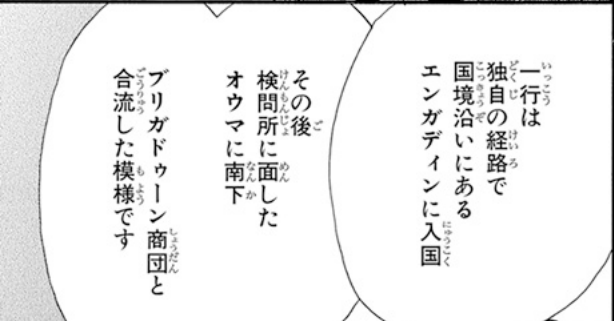 一行は
独自の経路で
国境沿いにある
エンガディンに入国
その後
検問所に面した
オウマに南下
ブリガドゥーン商団と
合流した模様です